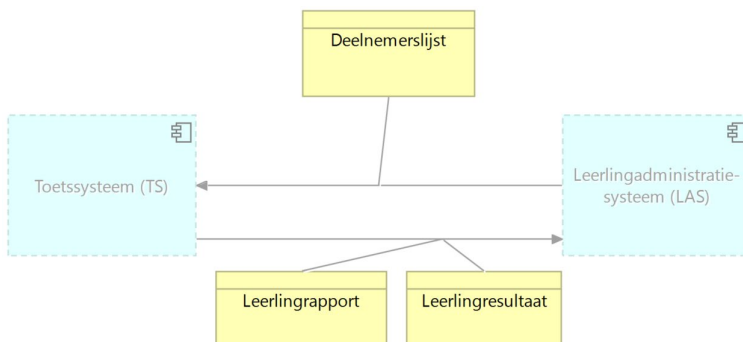 Deelnemerslijst
Toetssysteem (TS)
Leerlingadministratie-
systeem (LAS)
Leerlingrapport
Leerlingresultaat